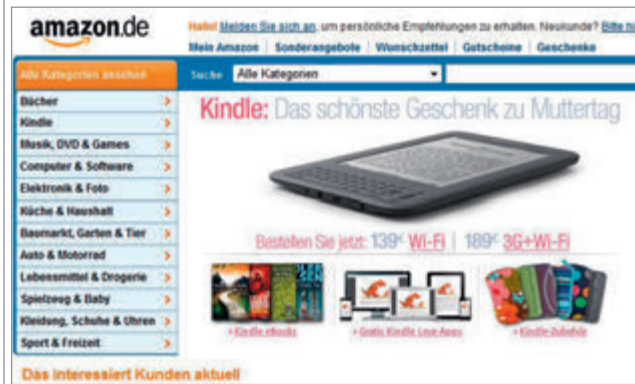 amazon.de
Hallo! Melden Sie sich an, um persönliche Empfehlungen zu erhalten. Neukunde? Bitte
Mein Amazon | Sonderangebote | Wunschzettel | Gutscheine | Geschenke
Alle Kategorien ansehen
Suche Alle Kategorien
Bücher
Kindle
Musik, DVD & Games
Computer & Software
Elektronik & Foto
Küche & Haushalt
Baumarkt, Garten & Tier
Auto & Motorrad
Lebensmittel & Drogerie
Spielzeug & Baby
Kleidung, Schuhe & Uhren
Sport & Freizeit
Kindle: Das schönste Geschenk zu Muttertag
Bestellen Sie jetzt: 139€ Wi-Fi | 189€ 3G+Wi-Fi
Kindle eBooks
Gratis Kindle Lese-Apps
Kindle-Zubehör
Das interessiert Kunden aktuell